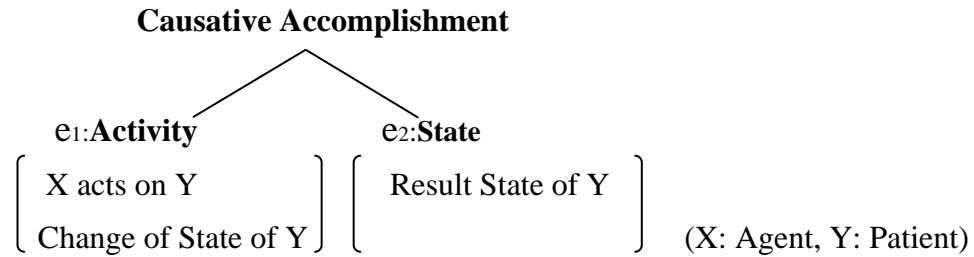 Causative Accomplishment
e1:Activity e2:State
X acts on Y Result State of Y
Change of State of Y (X: Agent, Y: Patient)